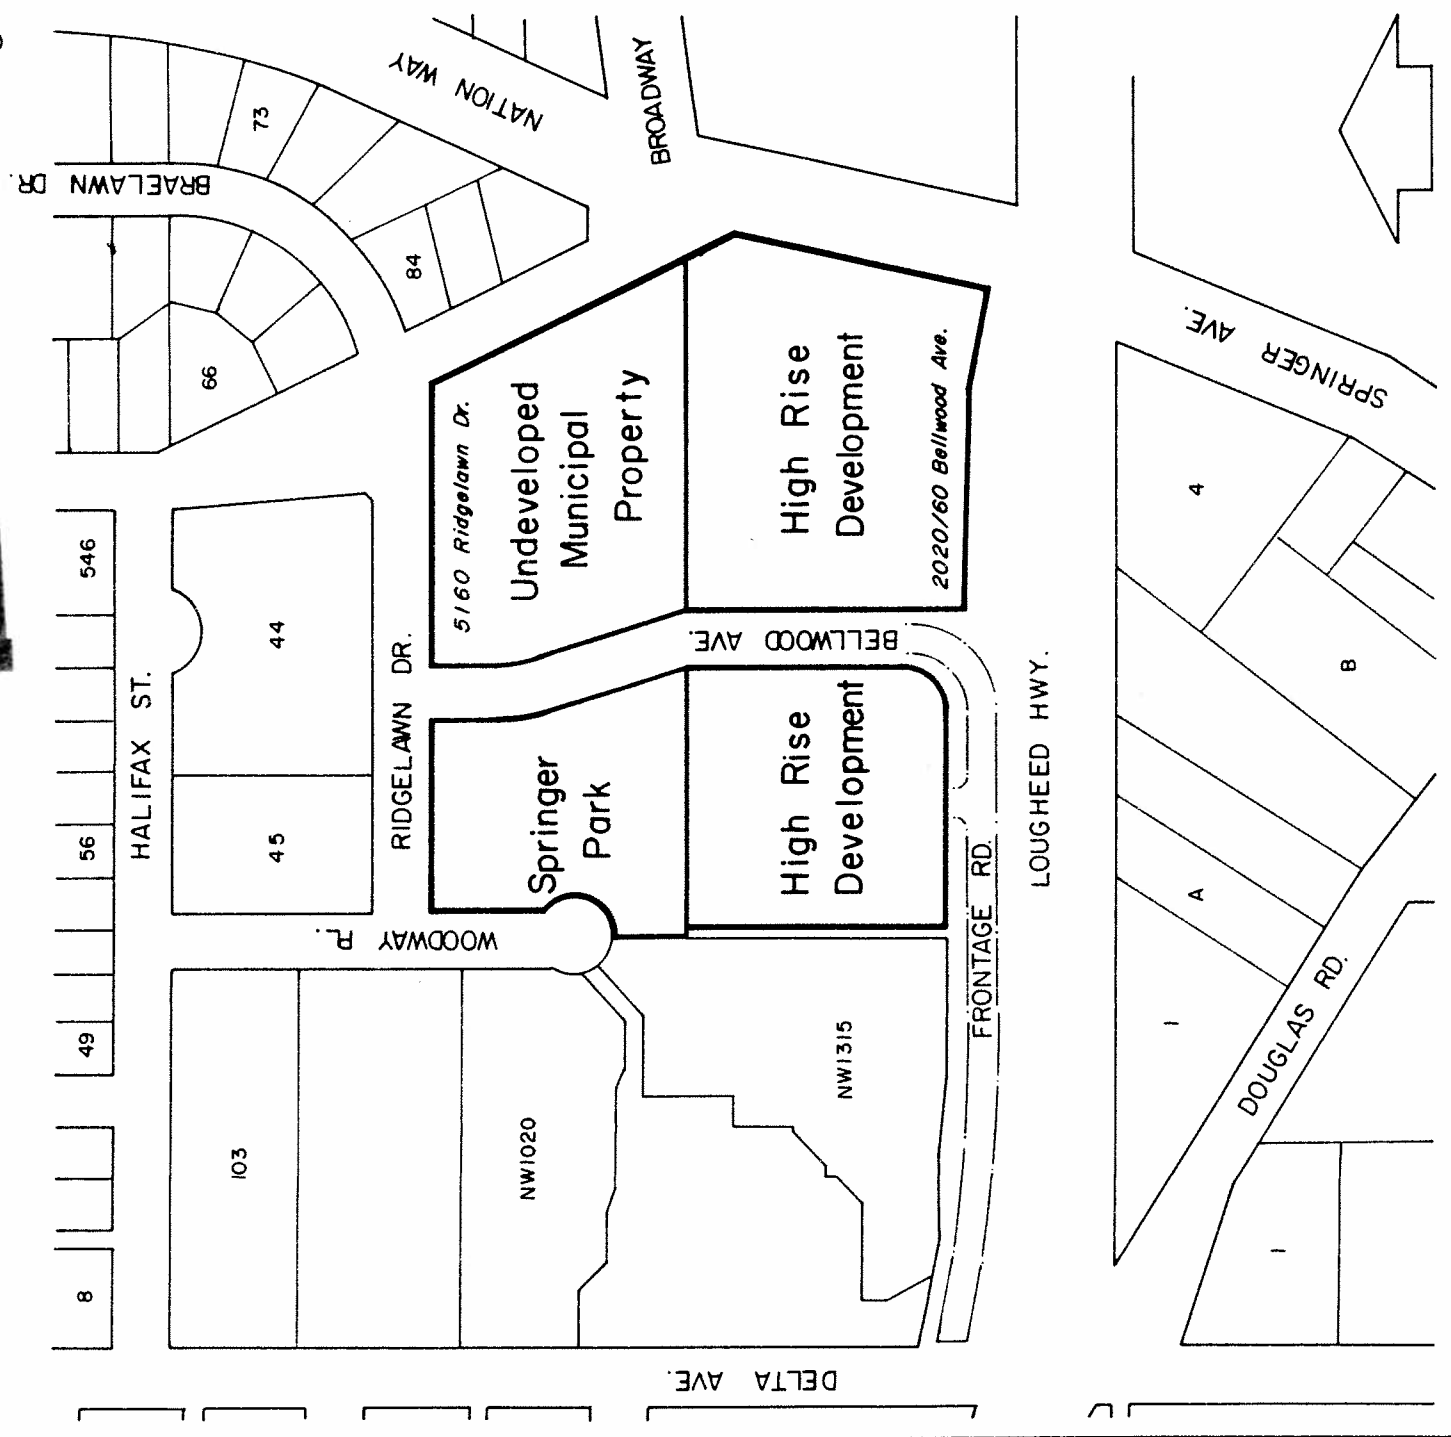 NATION WAY
BROADWAY
73
BRAELAWN DR.
84
66
SPRINGER AVE.
5160 Ridgelawn Dr.
Undeveloped
Municipal
Property
High Rise
Development
2020/60 Bellwood Ave.
4
546
44
BELLWOOD AVE.
HALIFAX ST.
RIDGELAWN DR.
LOUGHEED HWY.
B
Springer
Park
High Rise
Development
56
45
A
WOODWAY PL.
FRONTAGE RD.
49
NW1315
1
DOUGLAS RD.
103
NW1020
8
1
DELTA AVE.